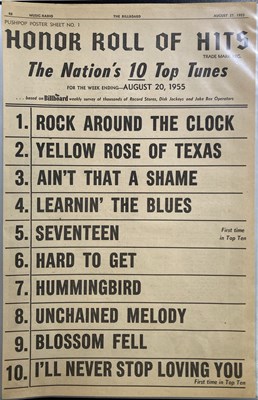 MUSIC-RADIO THE BILLBOARD AUGUST 27, 1955
PUSHPOP POSTER SHEET NO. 1
HONOR ROLL OF HITS
TRADE MARK REG.
The Nation's 10 Top Tunes
FOR THE WEEK ENDING—AUGUST 20, 1955
. . . based on Billboard weekly survey of thousands of Record Stores, Disk Jockeys and Juke Box Operators
1. ROCK AROUND THE CLOCK
2. YELLOW ROSE OF TEXAS
3. AIN'T THAT A SHAME
4. LEARNIN' THE BLUES
5. SEVENTEEN First time
in Top Ten
6. HARD TO GET
7. HUMMINGBIRD
8. UNCHAINED MELODY
9. BLOSSOM FELL
10. I'LL NEVER STOP LOVING YOU
First time in Top Ten